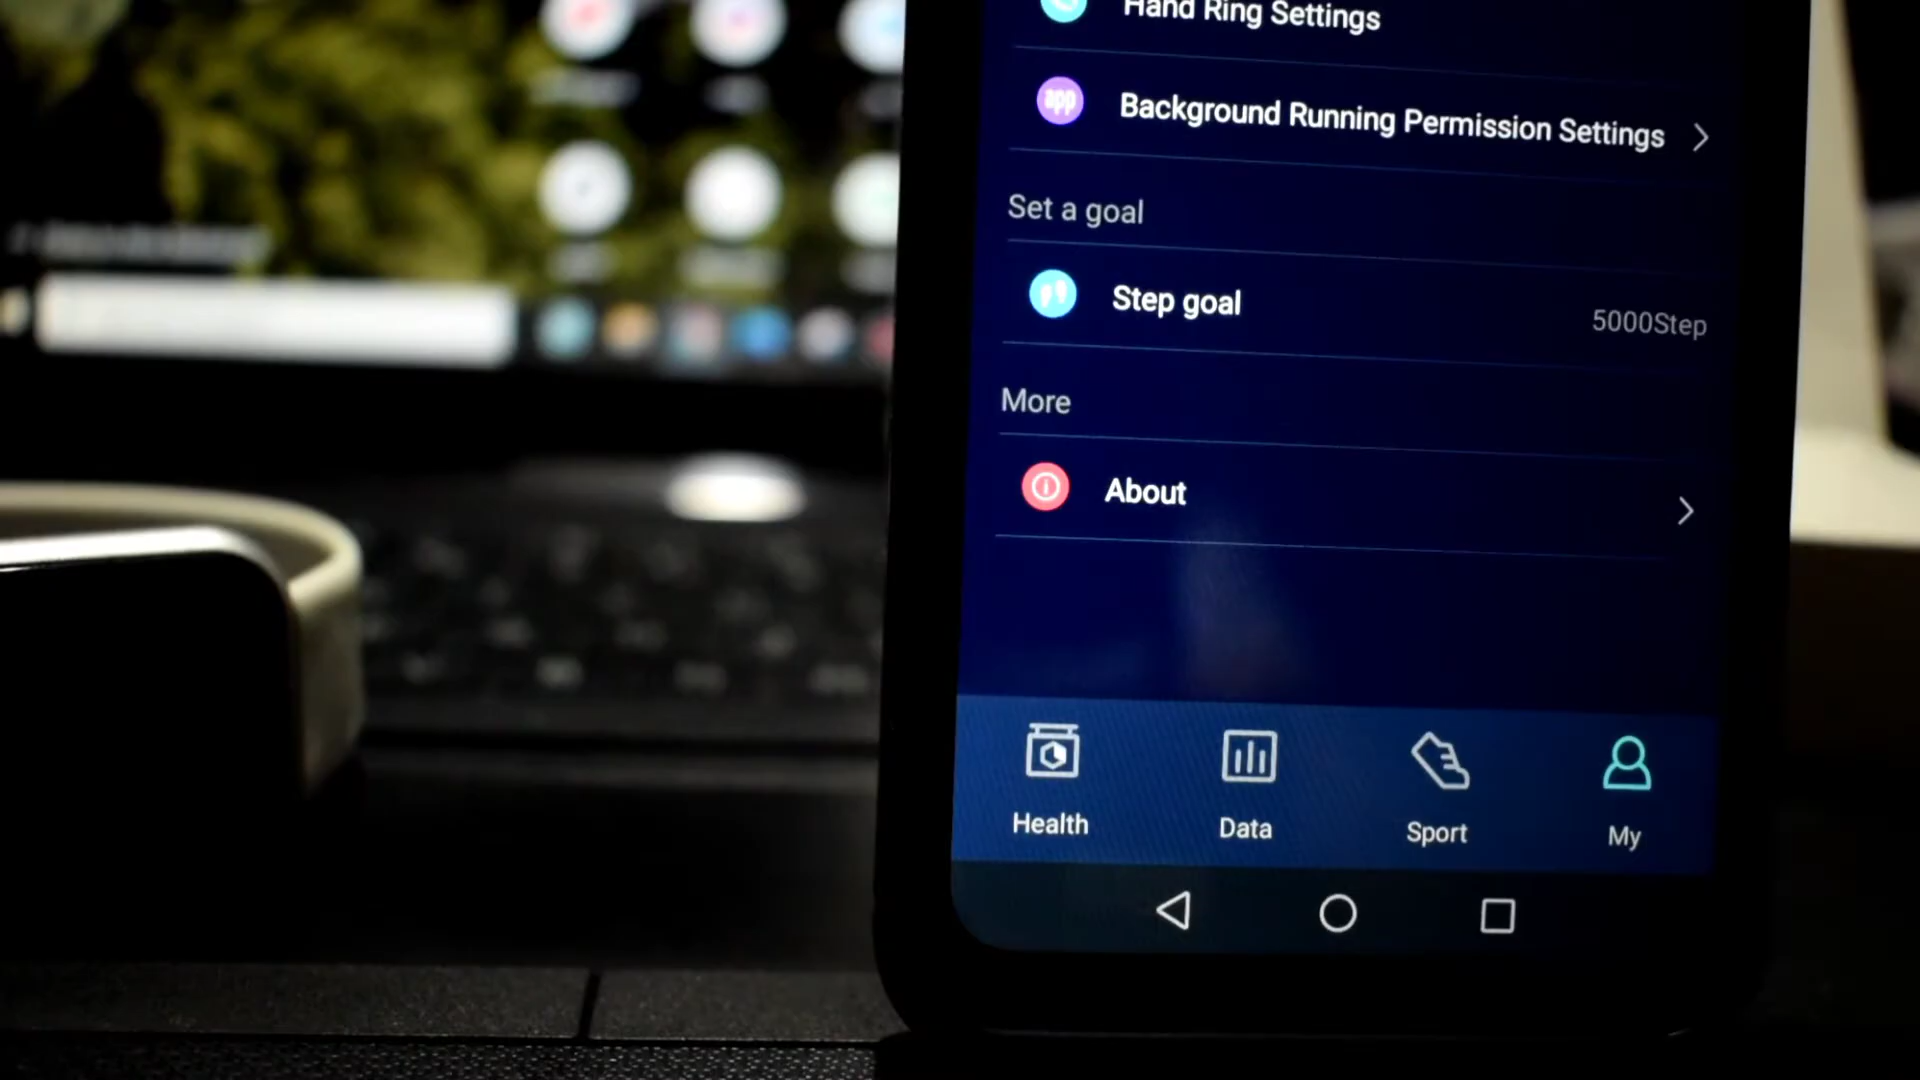 Hand Ring Settings
app
Background Running Permission Settings
Set a goal
Step goal
5000Step
More
About
Health
Data
Sport
My